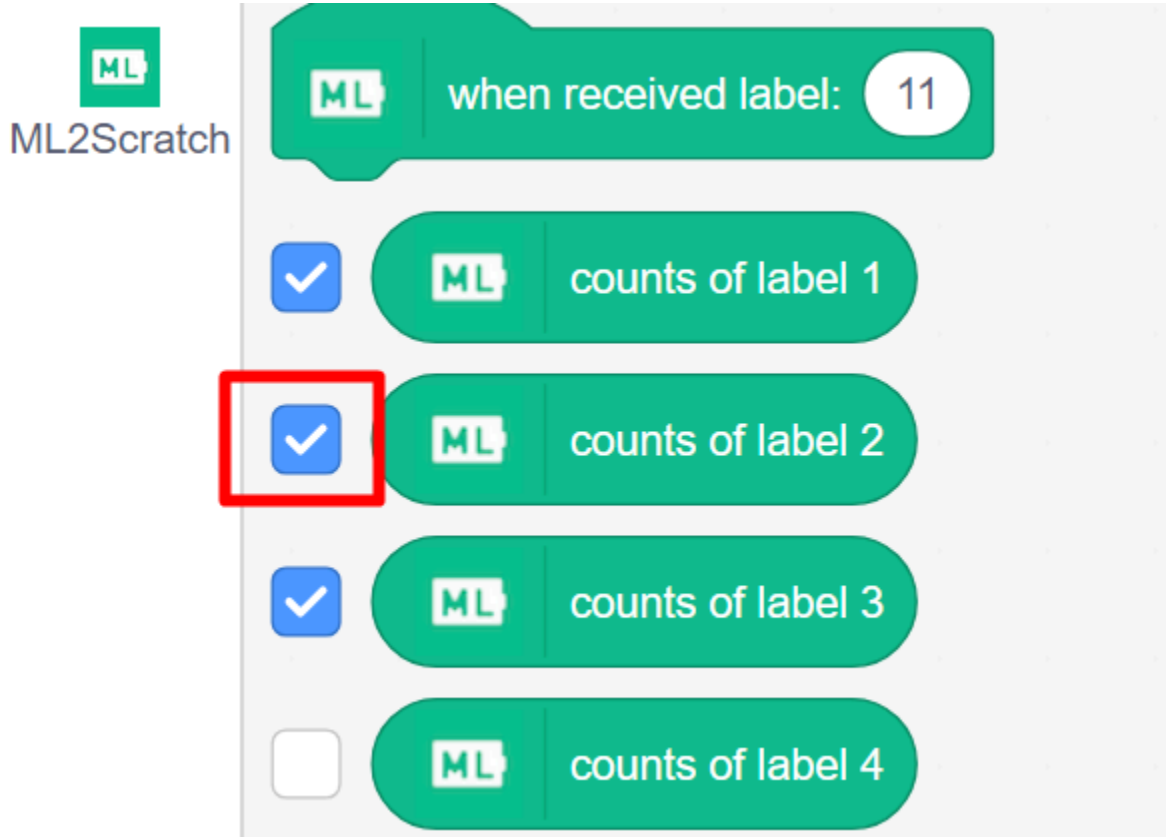 ML
ML2Scratch
ML when received label: 11
ML counts of label 1
ML counts of label 2
ML counts of label 3
ML counts of label 4